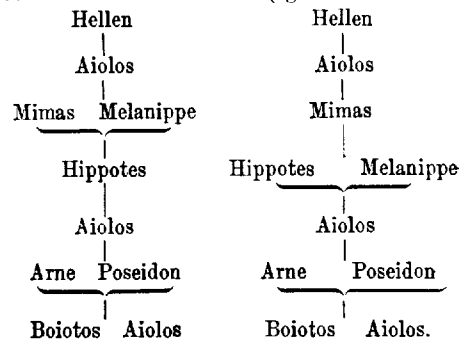 Hellen
Aiolos
Mimas Melanippe
Hippotes
Aiolos
Arne Poseidon
Boiotos Aiolos
Hellen
Aiolos
Mimas
Hippotes Melanippe
Aiolos
Arne Poseidon
Boiotos Aiolos.